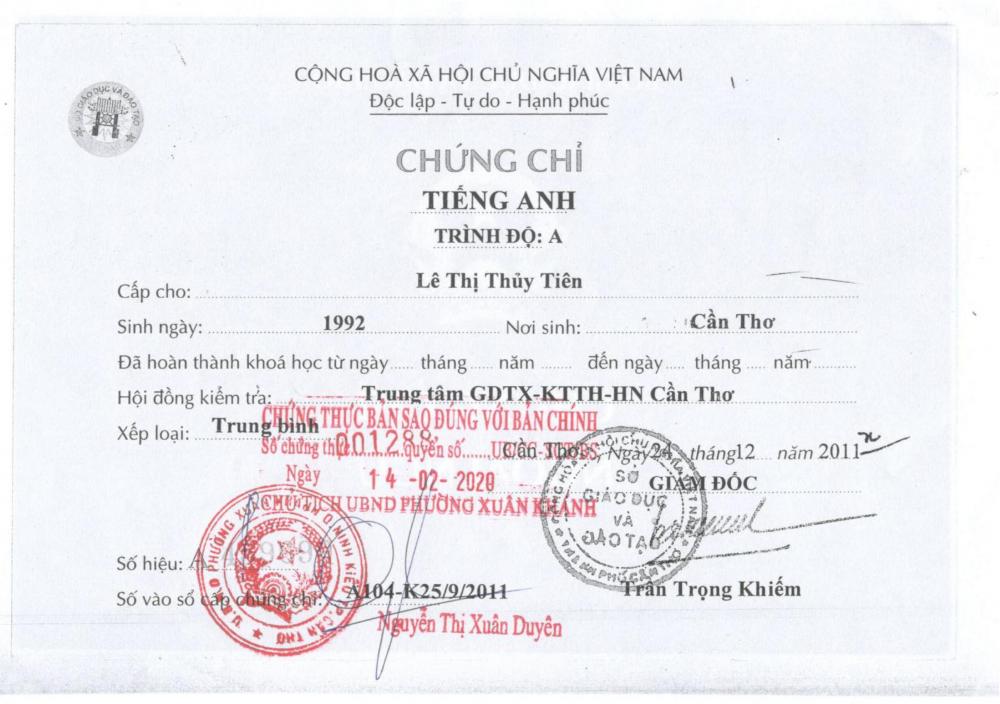 CỘNG HOÀ XÃ HỘI CHỦ NGHĨA VIỆT NAM
Độc lập - Tự do - Hạnh phúc
SỞ GIÁO DỤC VÀ ĐÀO TẠO
CHỨNG CHỈ
TIẾNG ANH
TRÌNH ĐỘ: A
Cấp cho: Lê Thị Thủy Tiên
Sinh ngày: 1992 Nơi sinh: Cần Thơ
Đã hoàn thành khoá học từ ngày tháng năm đến ngày tháng năm
Hội đồng kiểm tra: Trung tâm GDTX-KTTH-HN Cần Thơ
Xếp loại: Trung bình
CHỨNG THỰC BẢN SAO ĐÚNG VỚI BẢN CHÍNH
Số chứng thực 001288 quyển số
Cần Thơ, Ngày 24 tháng 12 năm 2011
Ngày 14 -02- 2020
GIÁM ĐỐC
CHỦ TỊCH UBND PHƯỜNG XUÂN KHÁNH
SỞ
GIÁO DỤC
VÀ
ĐÀO TẠO
Số hiệu: A
Số vào sổ cấp chứng chỉ: A104-K25/9/2011
Trần Trọng Khiếm
Nguyễn Thị Xuân Duyên